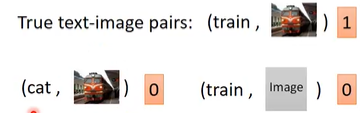 True text-image pairs: (train , ) 1
(cat , ) 0 (train , Image ) 0